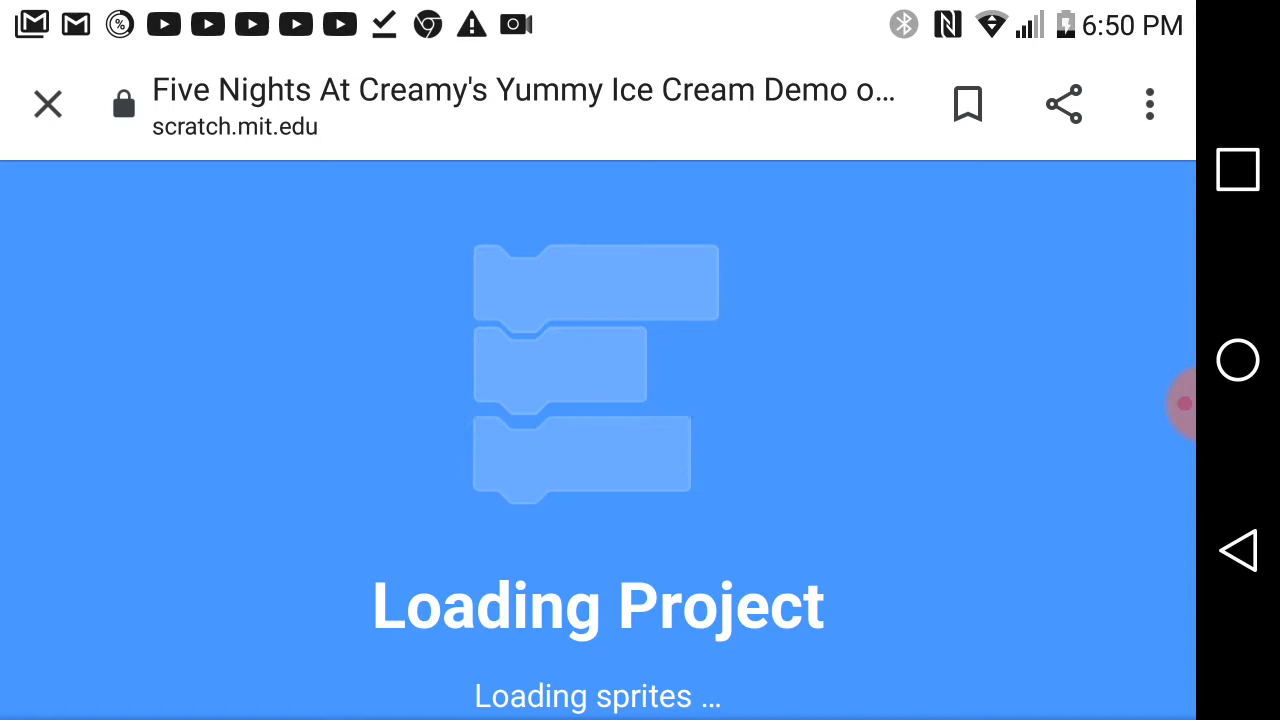 6:50 PM
Five Nights At Creamy's Yummy Ice Cream Demo o...
scratch.mit.edu
Loading Project
Loading sprites ...